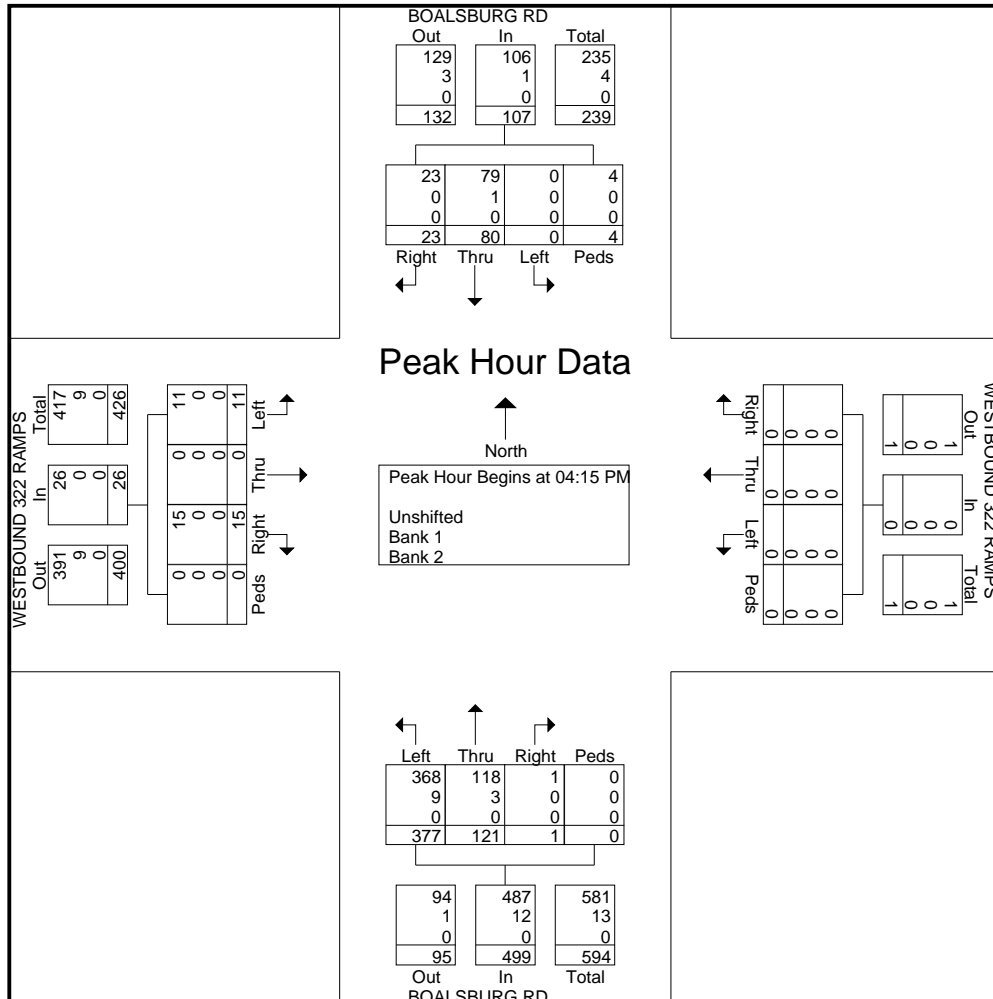 BOALSBURG RD
Out In Total
129 106 235
3 1 4
0 0 0
132 107 239
23 79 0 4
0 1 0 0
0 0 0 0
23 80 0 4
Right Thru Left Peds
Peak Hour Data
North
Peak Hour Begins at 04:15 PM
Unshifted
Bank 1
Bank 2
WESTBOUND 322 RAMPS
Total In Out
417 26 391
9 0 9
0 0 0
426 26 400
11 0 15 0
0 0 0 0
0 0 0 0
11 0 15 0
Left Thru Right Peds
WESTBOUND 322 RAMPS
Out In Total
1 0 1
0 0 0
0 0 0
1 0 1
Right Thru Left Peds
0 0 0 0
0 0 0 0
0 0 0 0
0 0 0 0
Left Thru Right Peds
368 118 1 0
9 3 0 0
0 0 0 0
377 121 1 0
94 487 581
1 12 13
0 0 0
95 499 594
Out In Total
BOALSBURG RD